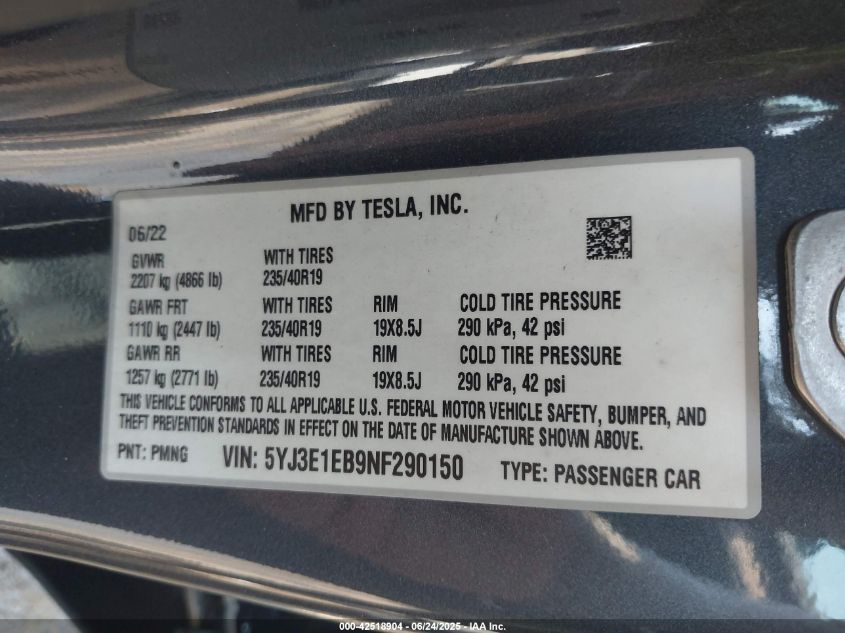 MFD BY TESLA, INC.
06/22
GVWR WITH TIRES
2207 kg (4866 lb) 235/40R19
GAWR FRT WITH TIRES RIM COLD TIRE PRESSURE
1110 kg (2447 lb) 235/40R19 19X8.5J 290 kPa, 42 psi
GAWR RR WITH TIRES RIM COLD TIRE PRESSURE
1257 kg (2771 lb) 235/40R19 19X8.5J 290 kPa, 42 psi
THIS VEHICLE CONFORMS TO ALL APPLICABLE U.S. FEDERAL MOTOR VEHICLE SAFETY, BUMPER, AND
THEFT PREVENTION STANDARDS IN EFFECT ON THE DATE OF MANUFACTURE SHOWN ABOVE.
PNT: PMNG VIN: 5YJ3E1EB9NF290150 TYPE: PASSENGER CAR
000-42518904 - 06/24/2025 - IAA Inc.